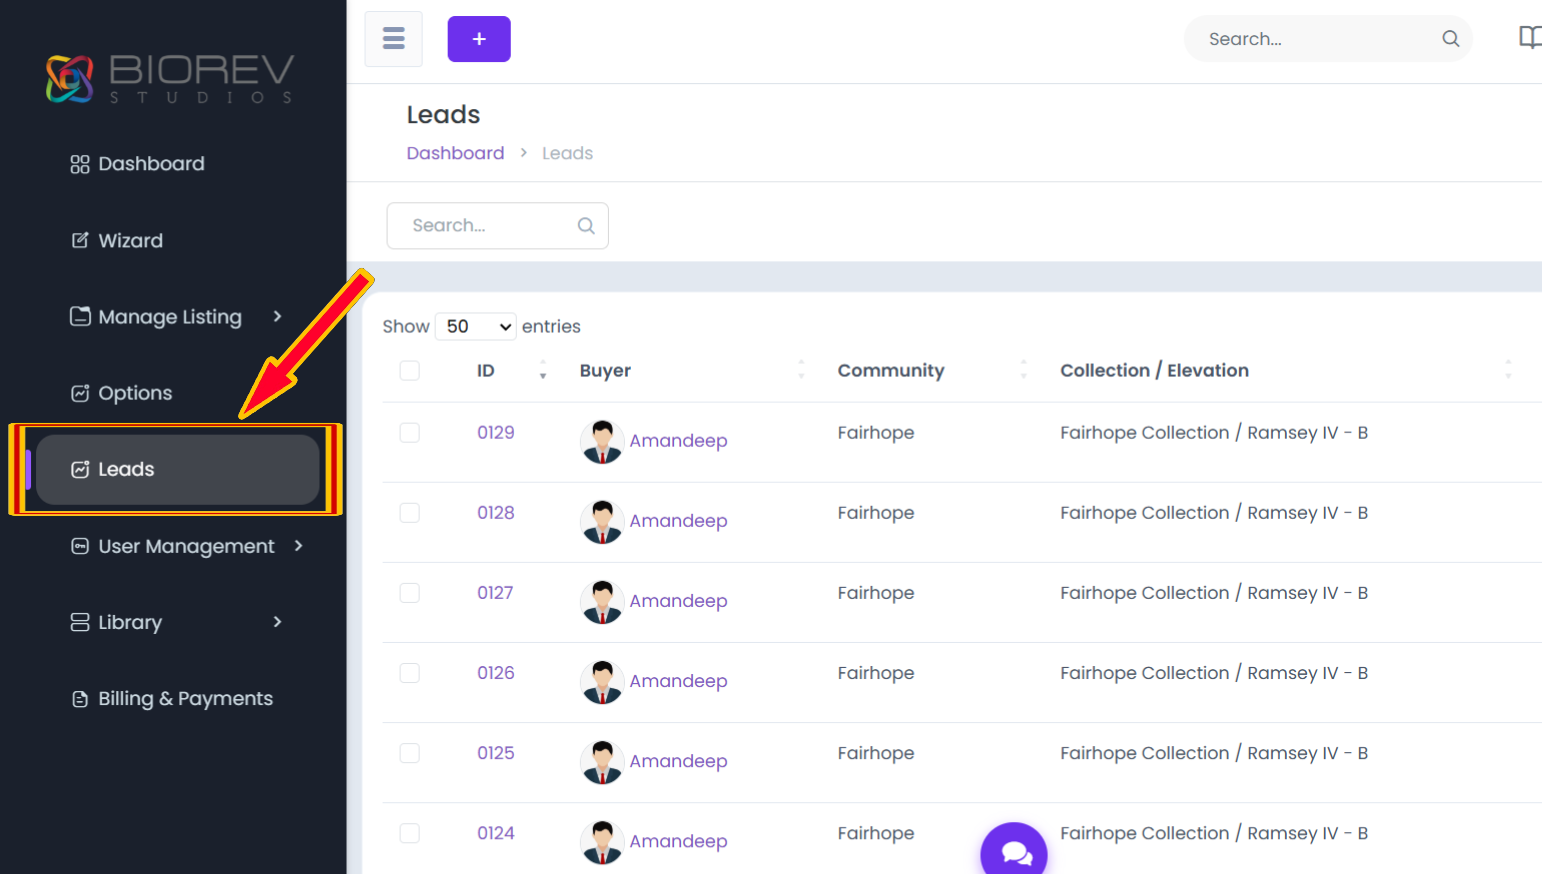 BIOREV
STUDIOS
Dashboard
Wizard
Manage Listing
Options
Leads
User Management
Library
Billing & Payments
+
Search...
Leads
Dashboard > Leads
Search...
Show 50 entries
ID Buyer Community Collection / Elevation
0129 Amandeep Fairhope Fairhope Collection / Ramsey IV - B
0128 Amandeep Fairhope Fairhope Collection / Ramsey IV - B
0127 Amandeep Fairhope Fairhope Collection / Ramsey IV - B
0126 Amandeep Fairhope Fairhope Collection / Ramsey IV - B
0125 Amandeep Fairhope Fairhope Collection / Ramsey IV - B
0124 Amandeep Fairhope Fairhope Collection / Ramsey IV - B